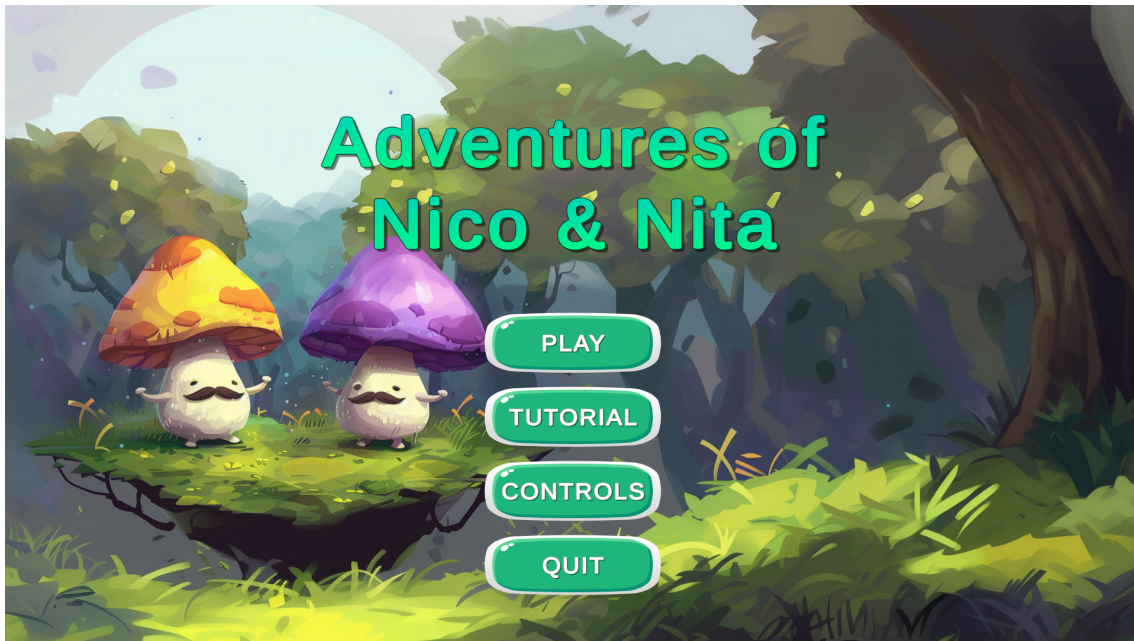 Adventures of
Nico & Nita
PLAY
TUTORIAL
CONTROLS
QUIT